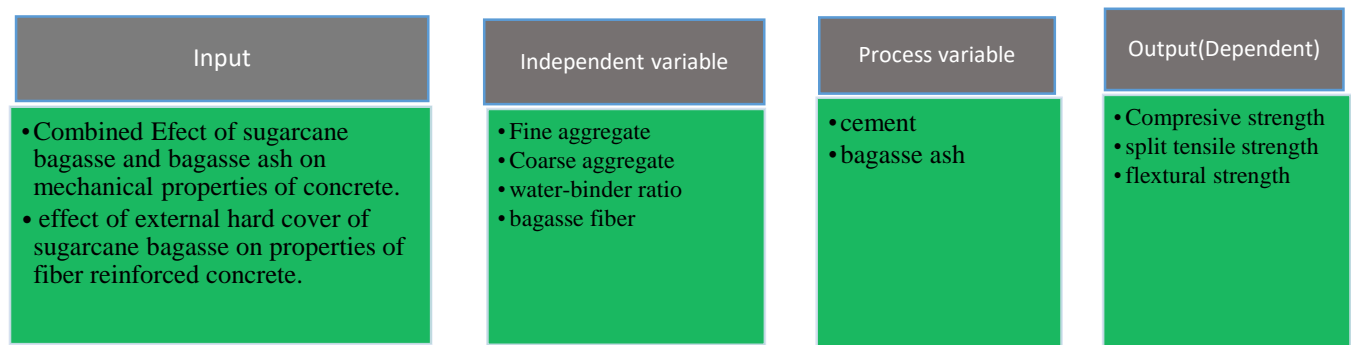 Input
•Combined Efect of sugarcane
bagasse and bagasse ash on
mechanical properties of concrete.
• effect of external hard cover of
sugarcane bagasse on properties of
fiber reinforced concrete.
Independent variable
•Fine aggregate
•Coarse aggregate
•water-binder ratio
•bagasse fiber
Process variable
•cement
•bagasse ash
Output(Dependent)
•Compresive strength
•split tensile strength
•flextural strength